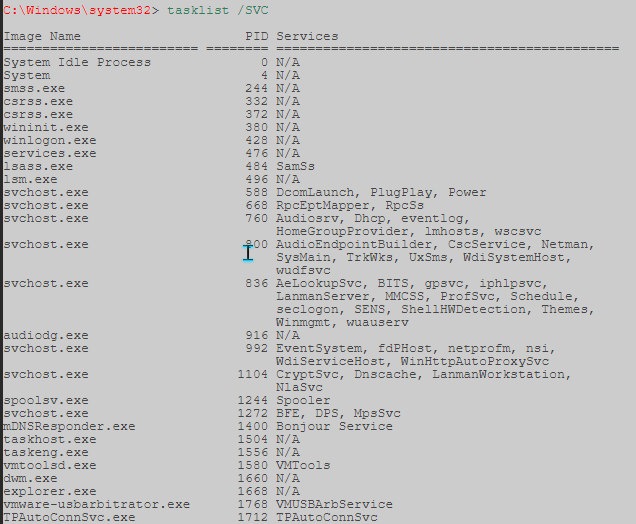 C:\Windows\system32> tasklist /SVC
Image Name                     PID Services
========================= ======== ============================================
System Idle Process              0 N/A
System                           4 N/A
smss.exe                       244 N/A
csrss.exe                      332 N/A
csrss.exe                      372 N/A
wininit.exe                    380 N/A
winlogon.exe                   428 N/A
services.exe                   476 N/A
lsass.exe                      484 SamSs
lsm.exe                        496 N/A
svchost.exe                    588 DcomLaunch, PlugPlay, Power
svchost.exe                    668 RpcEptMapper, RpcSs
svchost.exe                    760 Audiosrv, Dhcp, eventlog,
                                   HomeGroupProvider, lmhosts, wscsvc
svchost.exe                    800 AudioEndpointBuilder, CscService, Netman,
                                   SysMain, TrkWks, UxSms, WdiSystemHost,
                                   wudfsvc
svchost.exe                    836 AeLookupSvc, BITS, gpsvc, iphlpsvc,
                                   LanmanServer, MMCSS, ProfSvc, Schedule,
                                   seclogon, SENS, ShellHWDetection, Themes,
                                   Winmgmt, wuauserv
audiodg.exe                    916 N/A
svchost.exe                    992 EventSystem, fdPHost, netprofm, nsi,
                                   WdiServiceHost, WinHttpAutoProxySvc
svchost.exe                   1104 CryptSvc, Dnscache, LanmanWorkstation,
                                   NlaSvc
spoolsv.exe                   1244 Spooler
svchost.exe                   1272 BFE, DPS, MpsSvc
mDNSResponder.exe             1400 Bonjour Service
taskhost.exe                  1504 N/A
taskeng.exe                   1556 N/A
vmtoolsd.exe                  1580 VMTools
dwm.exe                       1660 N/A
explorer.exe                  1668 N/A
vmware-usbarbitrator.exe      1768 VMUSBArbService
TPAutoConnSvc.exe             1712 TPAutoConnSvc